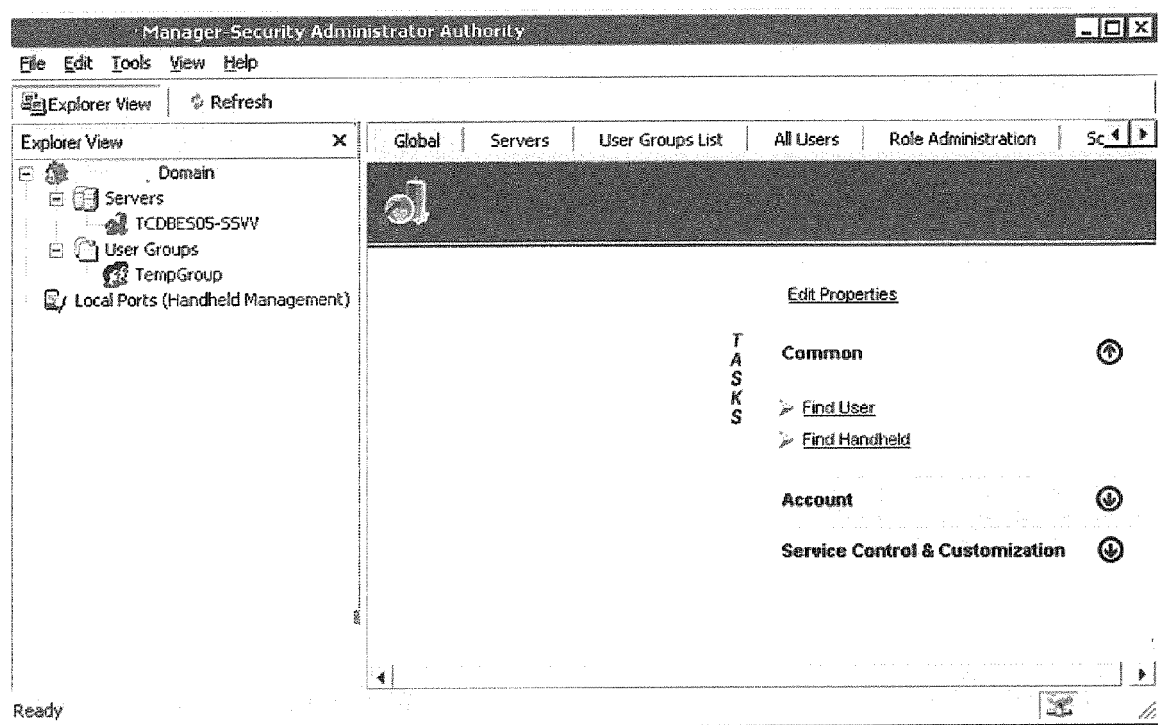 Manager-Security Administrator Authority
File Edit Tools View Help
Explorer View Refresh
Explorer View
Domain
Servers
TCDBES05-SSVV
User Groups
TempGroup
Local Ports (Handheld Management)
Global Servers User Groups List All Users Role Administration Sc
Edit Properties
TASKS
Common
Find User
Find Handheld
Account
Service Control & Customization
Ready